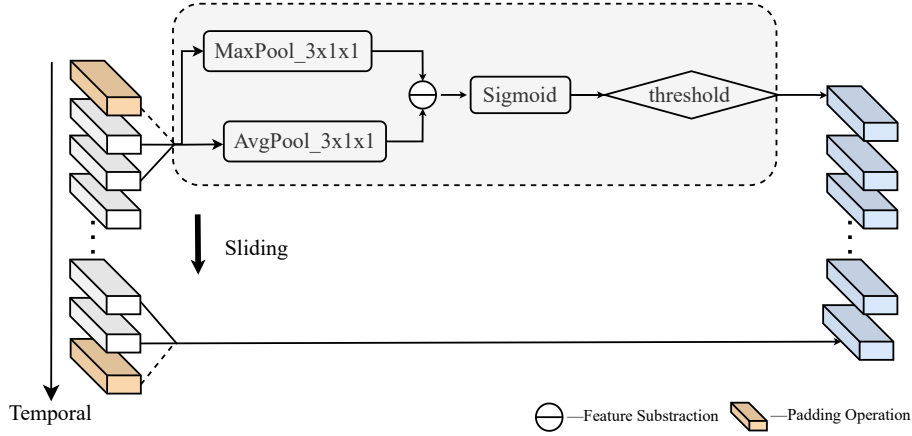 MaxPool_3x1x1
Sigmoid
threshold
AvgPool_3x1x1
Sliding
Temporal
—Feature Substraction
—Padding Operation